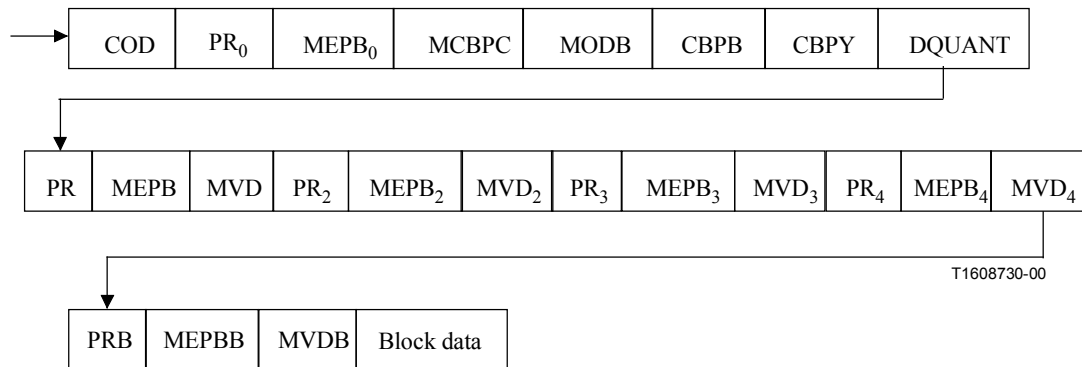 COD PR₀ MEPB₀ MCBPC MODB CBPB CBPY DQUANT
PR MEPB MVD PR₂ MEPB₂ MVD₂ PR₃ MEPB₃ MVD₃ PR₄ MEPB₄ MVD₄
T1608730-00
PRB MEPBB MVDB Block data